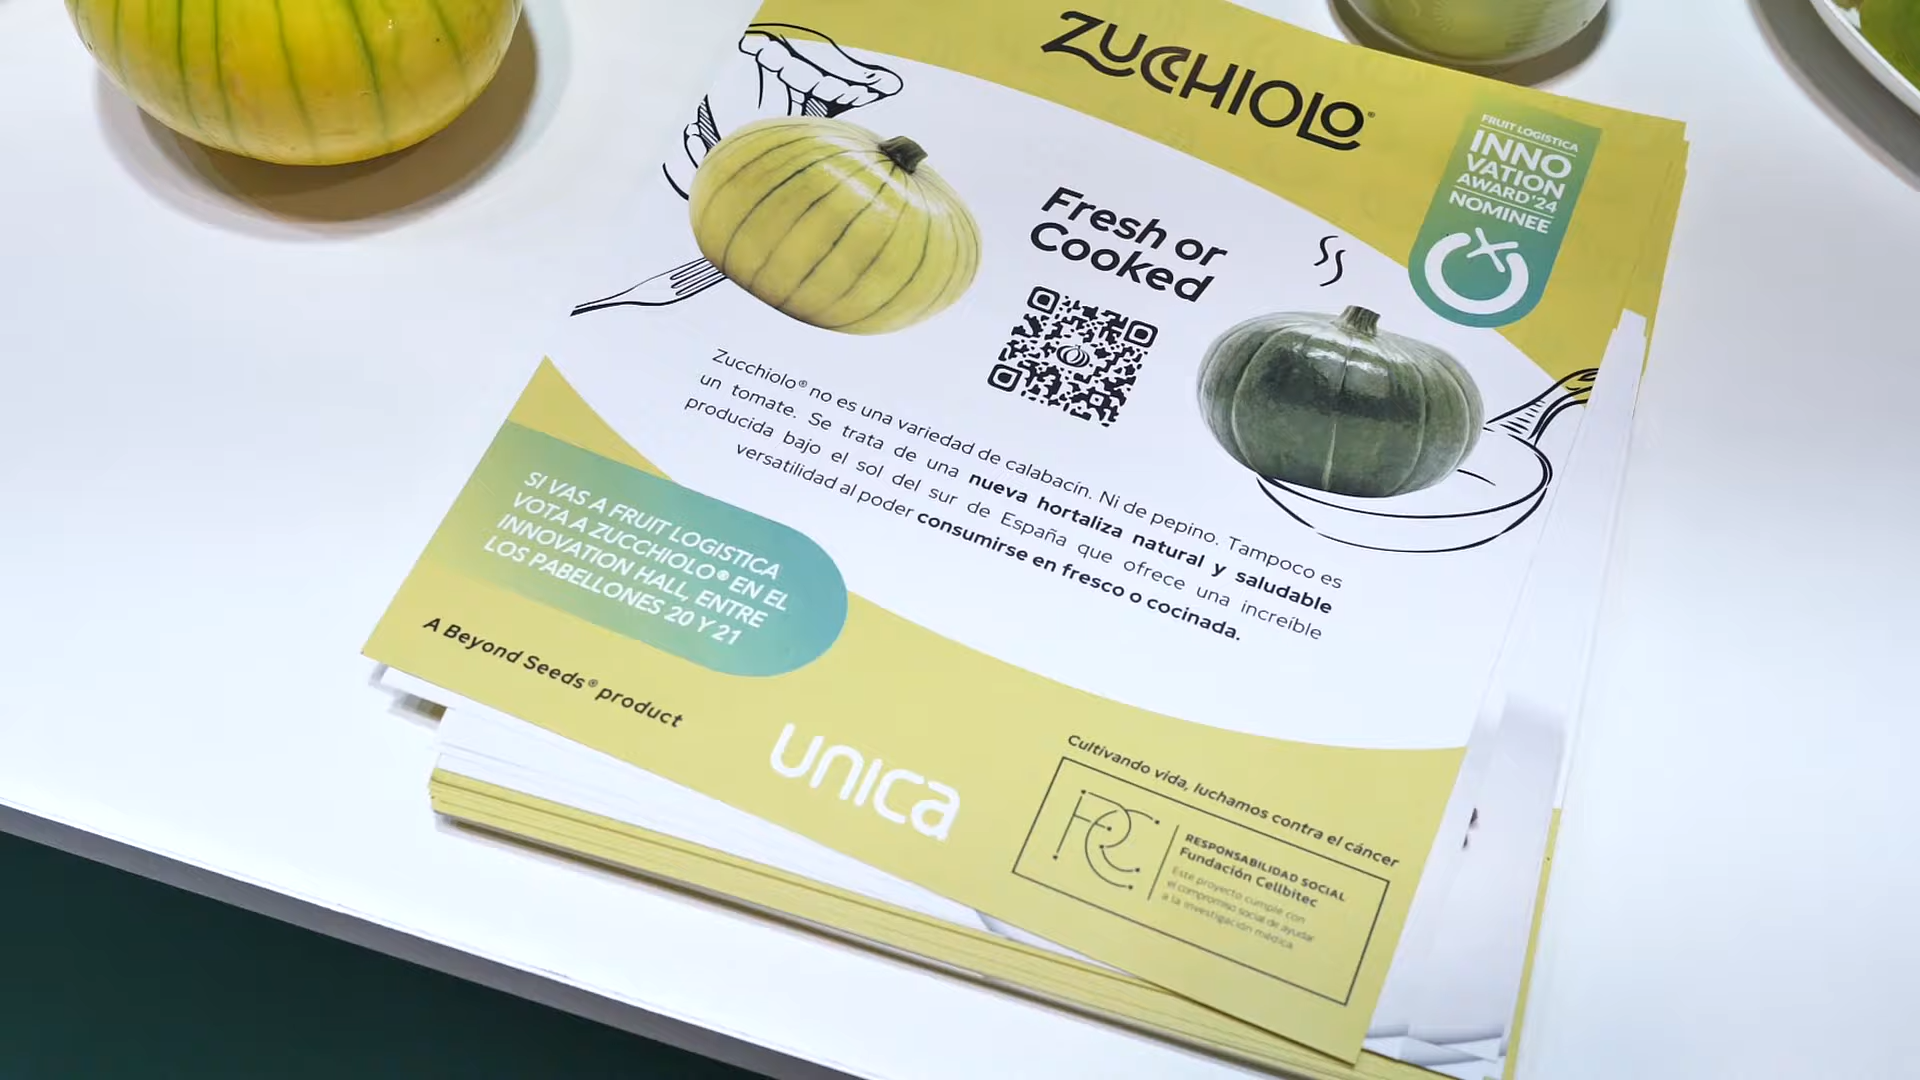 ZUCCHIOLO®
FRUIT LOGISTICA
INNO
VATION
AWARD'24
NOMINEE
Fresh or
Cooked
Zucchiolo® no es una variedad de calabacín. Ni de pepino. Tampoco es
un tomate. Se trata de una nueva hortaliza natural y saludable
producida bajo el sol del sur de España que ofrece una increíble
versatilidad al poder consumirse en fresco o cocinada.
SI VAS A FRUIT LOGISTICA
VOTA A ZUCCHIOLO® EN EL
INNOVATION HALL, ENTRE
LOS PABELLONES 20 Y 21
A Beyond Seeds® product
unica
Cultivando vida, luchamos contra el cáncer
FRC
RESPONSABILIDAD SOCIAL
Fundación Cellbitec
Este proyecto cumple con
el compromiso social de ayudar
a la investigación médica